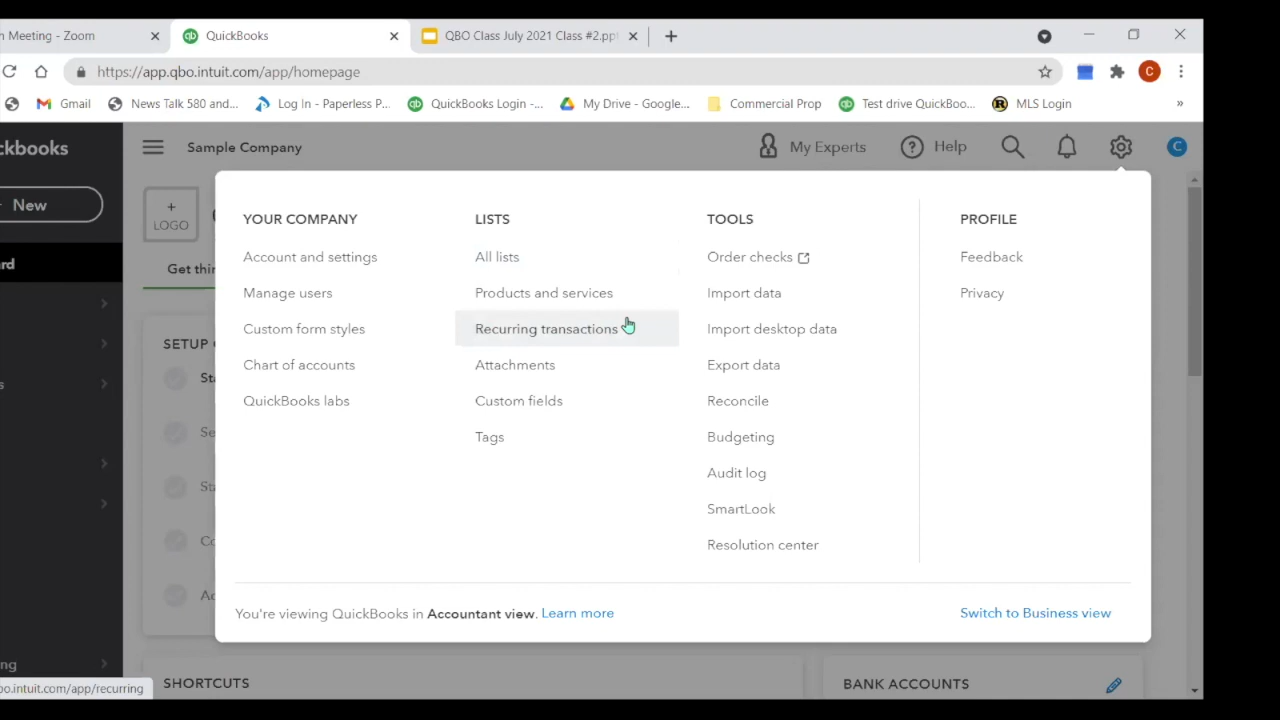 n Meeting - Zoom
QuickBooks
QBO Class July 2021 Class #2.ppt
https://app.qbo.intuit.com/app/homepage
C
Gmail
News Talk 580 and...
Log In - Paperless P...
QuickBooks Login -...
My Drive - Google...
Commercial Prop
Test drive QuickBoo...
MLS Login
»
ckbooks
Sample Company
My Experts
Help
C
New
+
LOGO
rd
Get thi
SETUP
Sta
Se
Sta
Co
Ac
YOUR COMPANY
Account and settings
Manage users
Custom form styles
Chart of accounts
QuickBooks labs
LISTS
All lists
Products and services
Recurring transactions
Attachments
Custom fields
Tags
TOOLS
Order checks
Import data
Import desktop data
Export data
Reconcile
Budgeting
Audit log
SmartLook
Resolution center
PROFILE
Feedback
Privacy
You're viewing QuickBooks in Accountant view. Learn more
Switch to Business view
s
ng
bo.intuit.com/app/recurring
SHORTCUTS
BANK ACCOUNTS